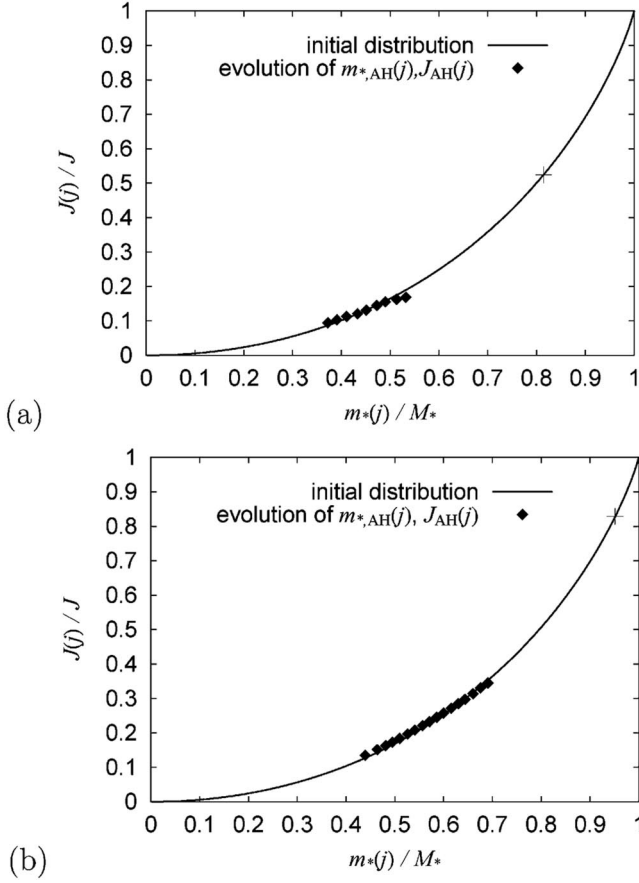 1
0.9
initial distribution
0.8
evolution of m*,AH(j),JAH(j)
0.7
0.6
J(j) / J
0.5
0.4
0.3
0.2
0.1
0
0 0.1 0.2 0.3 0.4 0.5 0.6 0.7 0.8 0.9 1
(a)
m*(j) / M*
1
0.9
initial distribution
0.8
evolution of m*,AH(j), JAH(j)
0.7
0.6
J(j) / J
0.5
0.4
0.3
0.2
0.1
0
0 0.1 0.2 0.3 0.4 0.5 0.6 0.7 0.8 0.9 1
(b)
m*(j) / M*